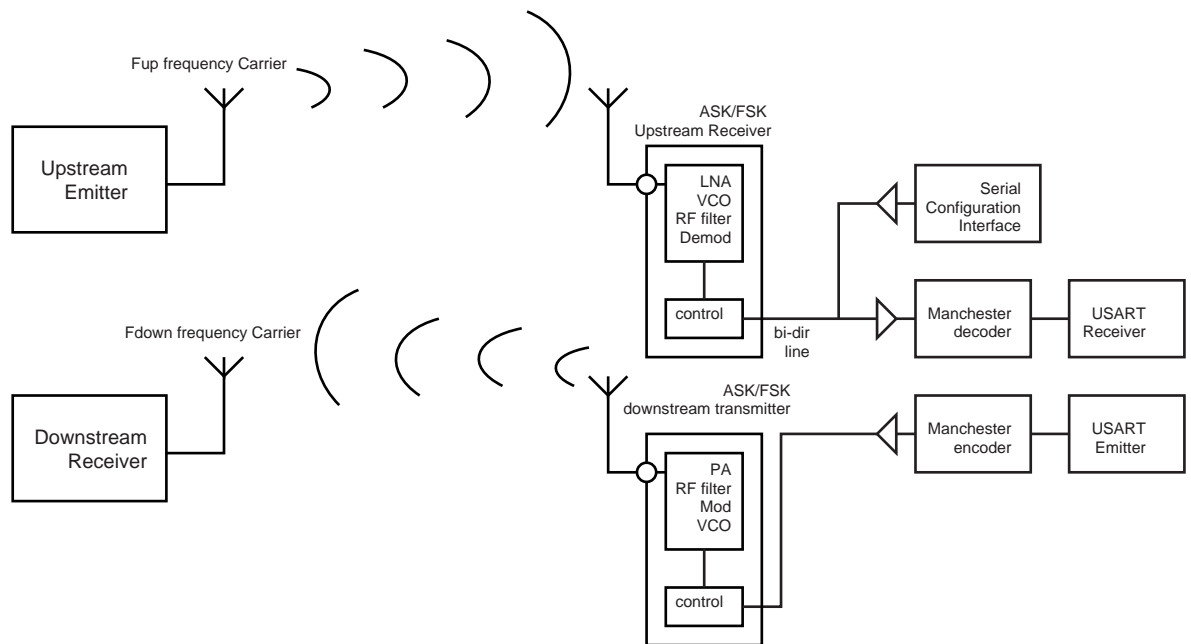 Fup frequency Carrier
Upstream
Emitter
ASK/FSK
Upstream Receiver
LNA
VCO
RF filter
Demod
control
bi-dir
line
Serial
Configuration
Interface
Manchester
decoder
USART
Receiver
Fdown frequency Carrier
Downstream
Receiver
ASK/FSK
downstream transmitter
PA
RF filter
Mod
VCO
control
Manchester
encoder
USART
Emitter